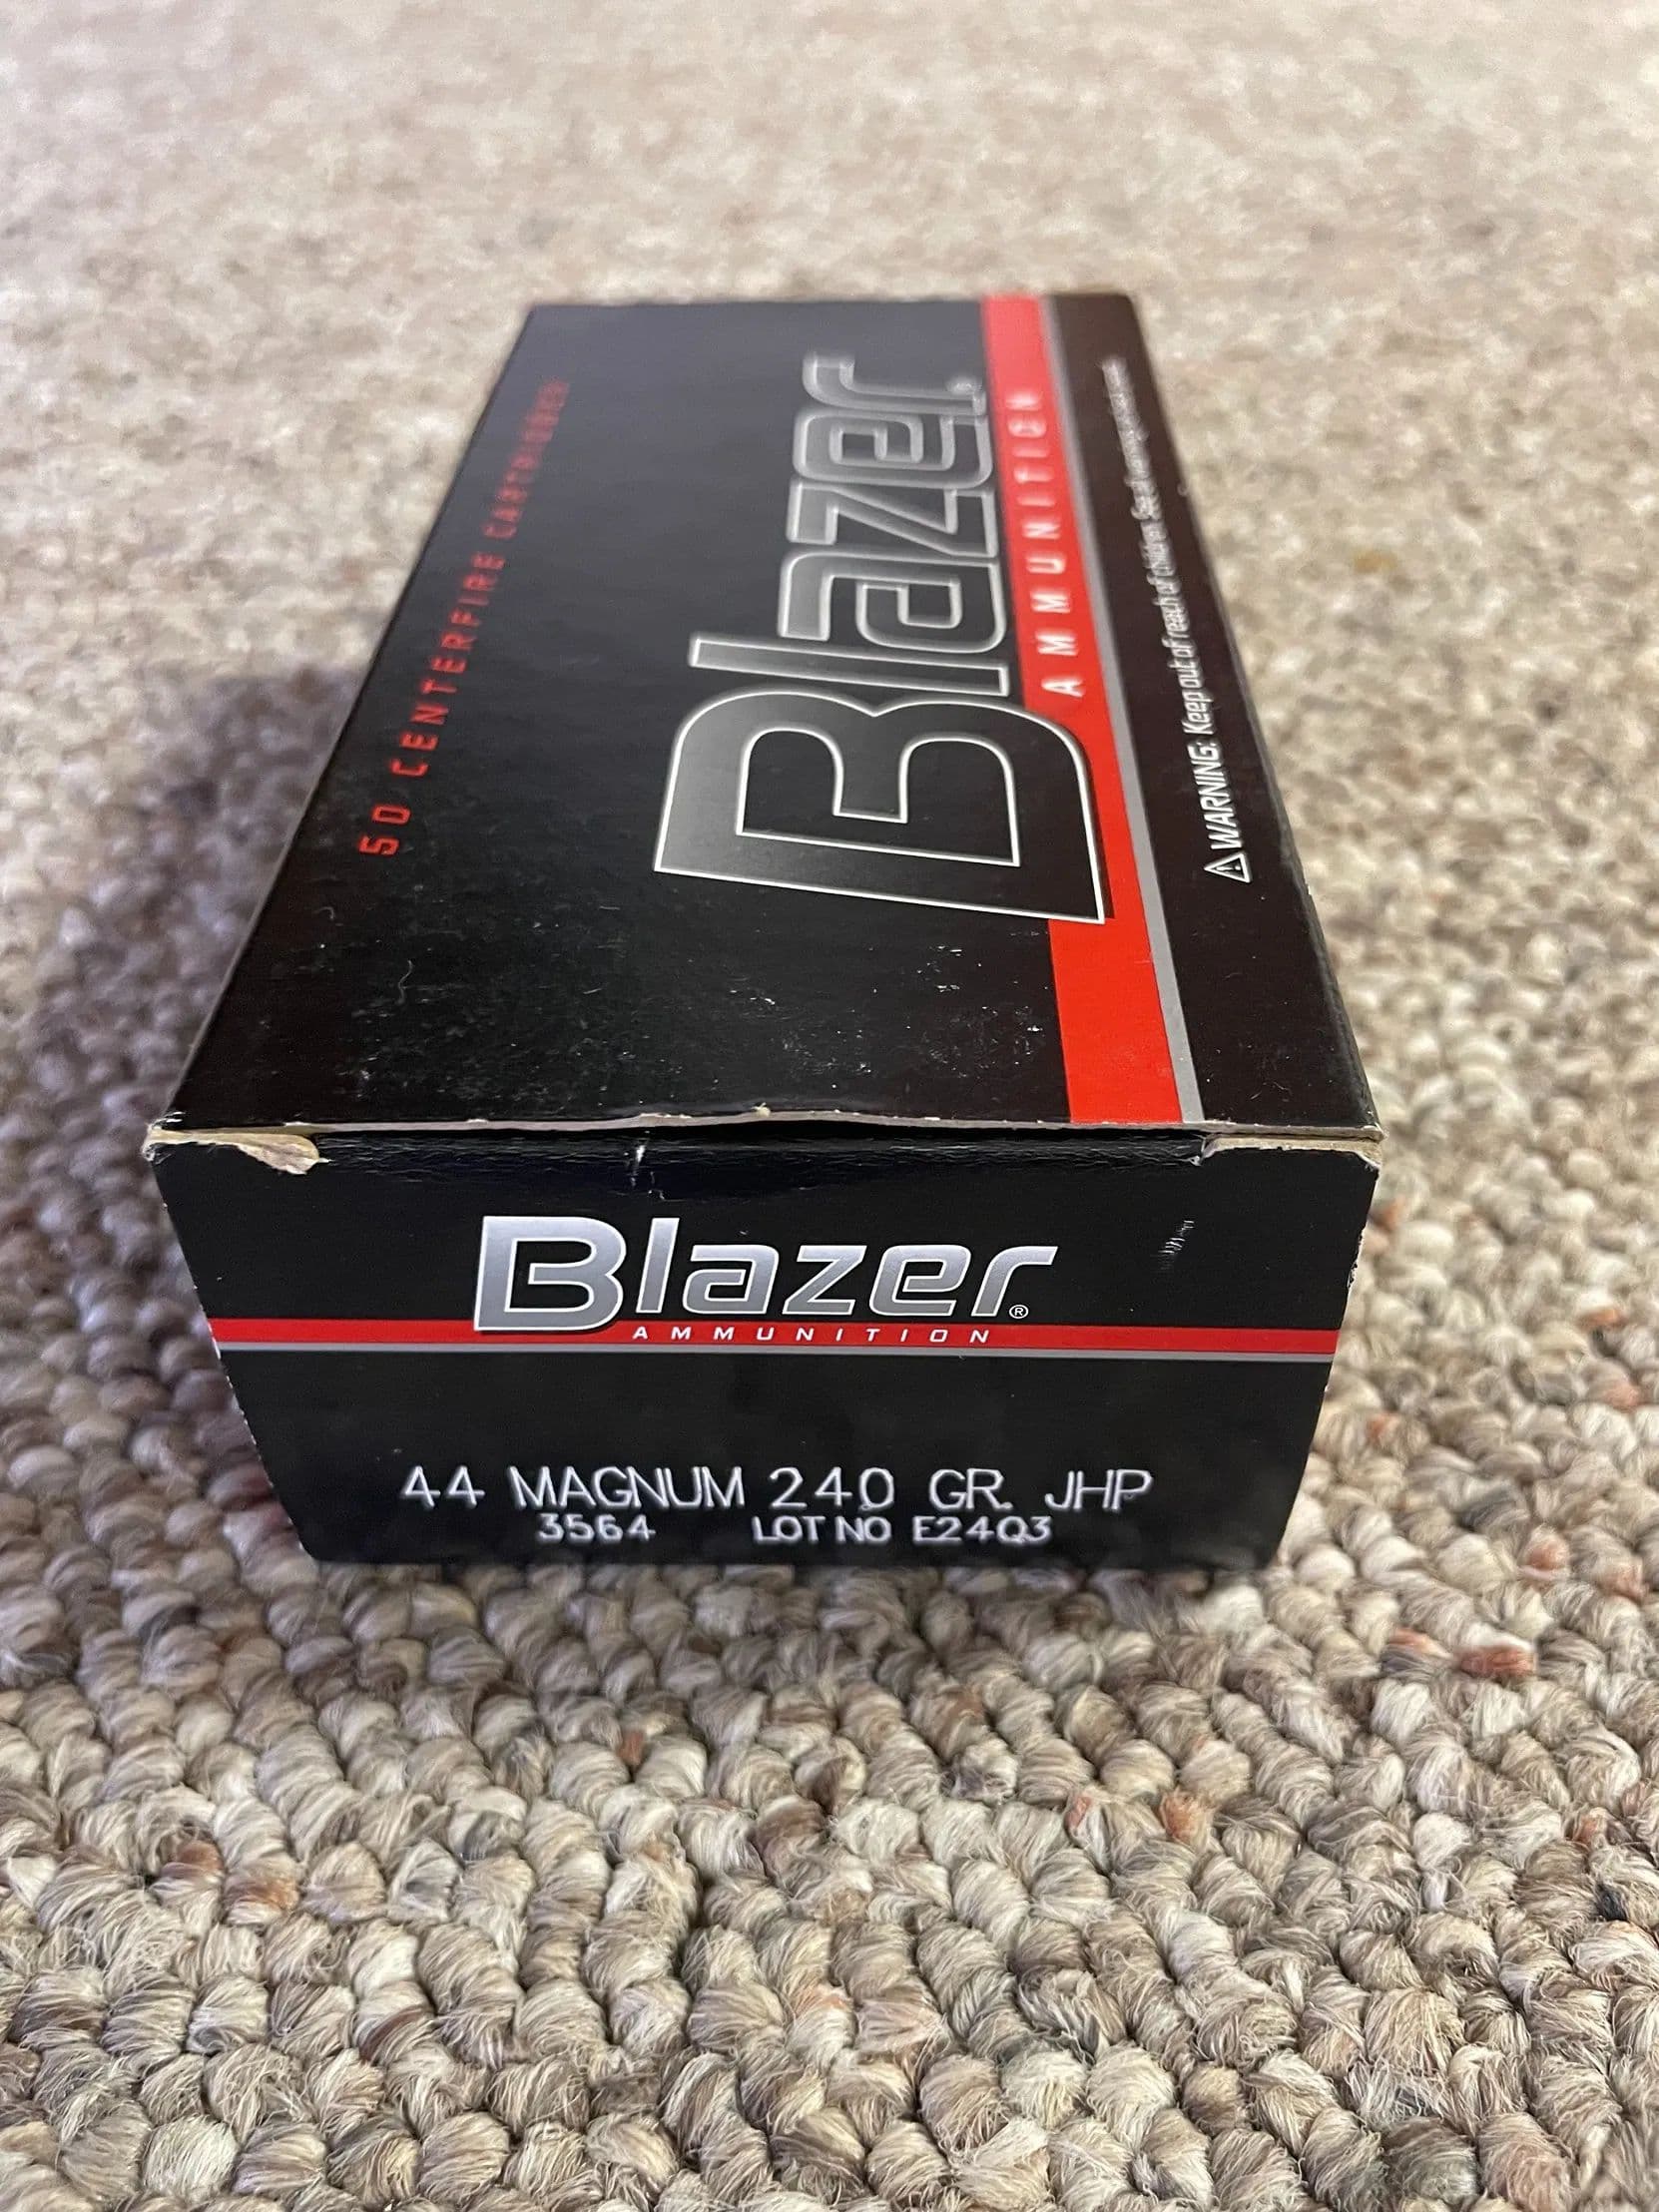 50 CENTERFIRE CARTRIDGES
Blazer®
AMMUNITION
⚠WARNING: Keep out of reach of children.
Blazer®
AMMUNITION
44 MAGNUM 240 GR. JHP
3564 LOT NO E24Q3